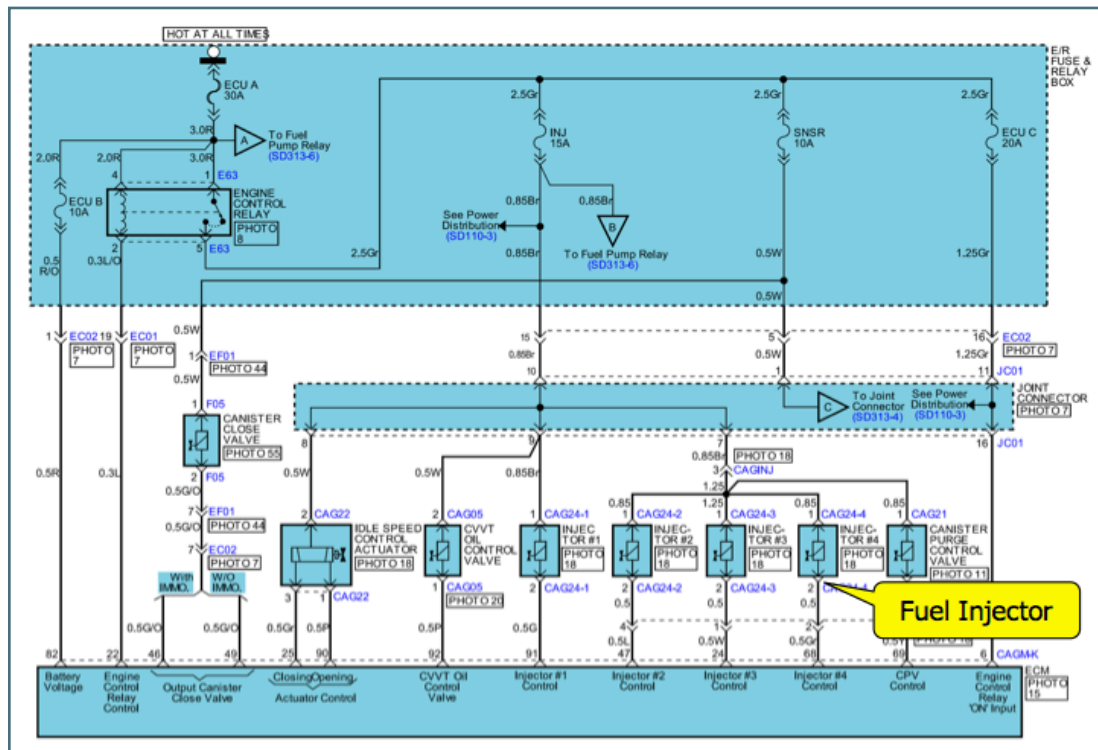 HOT AT ALL TIMES
E/R
FUSE &
RELAY
BOX
ECU A
30A
2.5Gr
2.5Gr
2.5Gr
INJ
15A
SNSR
10A
ECU C
20A
3.0R
A
To Fuel
Pump Relay
(SD313-6)
2.0R
2.0R
3.0R
4
1
E63
ECU B
10A
ENGINE
CONTROL
RELAY
PHOTO
8
0.85Br
0.85Br
See Power
Distribution
(SD110-3)
B
To Fuel Pump Relay
(SD313-6)
2
5
E63
0.5
R/O
0.3L/O
2.5Gr
0.85Br
0.5W
1.25Gr
0.5W
1
EC02
PHOTO
7
19
EC01
PHOTO
7
0.5W
15
5
16
EC02
PHOTO 7
1
EF01
PHOTO 44
0.85Br
0.5W
1.25Gr
0.5W
10
1
11
JC01
C
To Joint
Connector
(SD313-4)
See Power
Distribution
(SD110-3)
JOINT
CONNECTOR
PHOTO 7
1
F05
CANISTER
CLOSE
VALVE
PHOTO 55
8
9
7
16
JC01
2
F05
0.85Br
PHOTO 18
3
CAGINJ
0.5R
0.3L
0.5G/O
0.5W
0.5W
0.85Br
1.25
1.25
7
EF01
PHOTO 44
0.85
0.85
0.85
0.5G/O
2
CAG22
2
CAG05
1
CAG24-1
1
CAG24-2
1
CAG24-3
1
CAG24-4
1
CAG21
7
EC02
PHOTO 7
IDLE SPEED
CONTROL
ACTUATOR
PHOTO 18
CVVT
OIL
CONTROL
VALVE
INJEC
TOR #1
PHOTO
18
INJEC-
TOR #2
PHOTO
18
INJEC-
TOR #3
PHOTO
18
INJEC-
TOR #4
PHOTO
18
CANISTER
PURGE
CONTROL
VALVE
PHOTO 11
With
IMMO.
W/O
IMMO.
3
1
CAG22
1
CAG05
PHOTO 20
2
CAG24-1
2
CAG24-2
2
CAG24-3
2
Fuel Injector
0.5
0.5
0.5
4
1
2
0.5G/O
0.5G/O
0.5Gr
0.5P
0.5P
0.5G
0.5L
0.5W
0.5Gr
82
22
46
49
25
90
92
91
47
24
68
69
6
CAGM-K
Battery
Voltage
Engine
Control
Relay
Control
Output Canister
Close Valve
Closing
Opening
Actuator Control
CVVT Oil
Control
Valve
Injector #1
Control
Injector #2
Control
Injector #3
Control
Injector #4
Control
CPV
Control
Engine
Control
Relay
'ON' Input
ECM
PHOTO
15